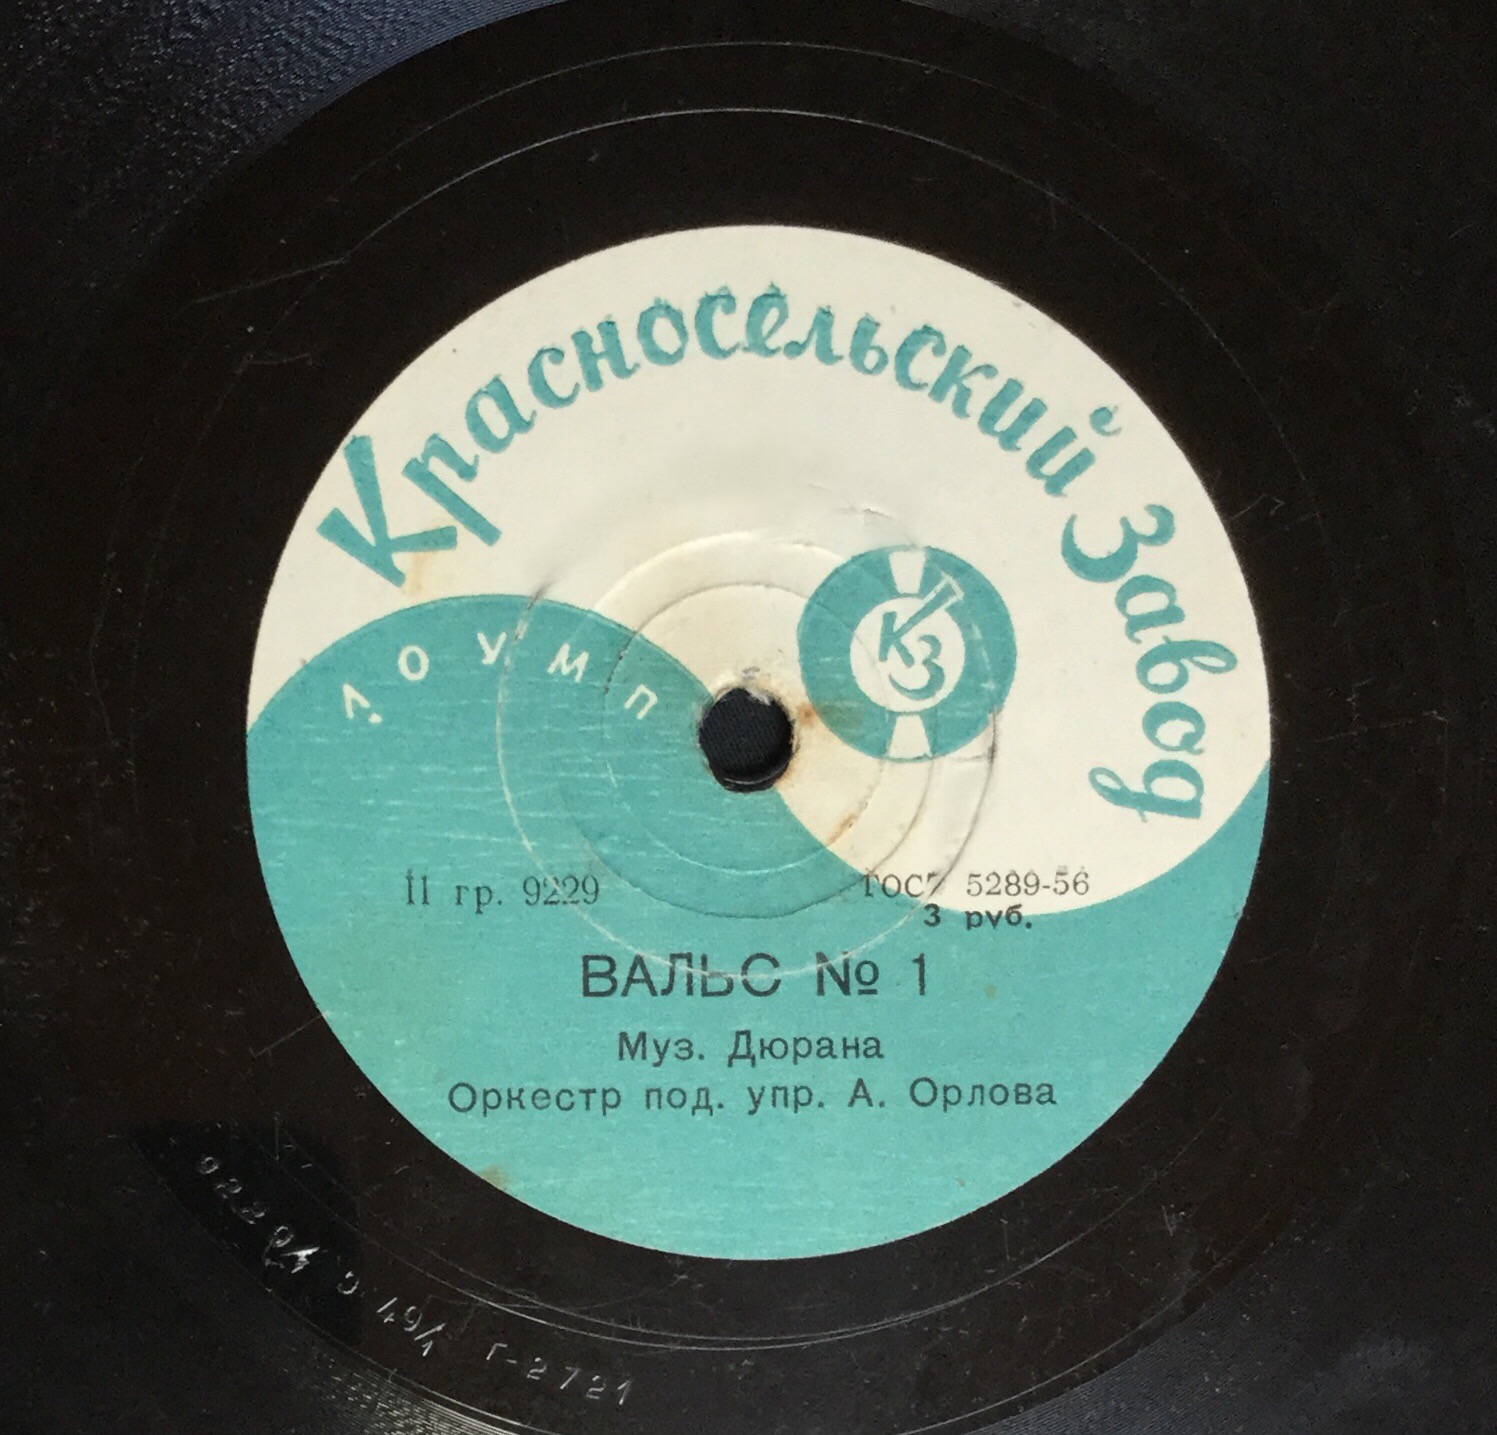 Красносельский Завод
Л О У М П
КЗ
II гр. 9229
ГОСТ 5289-56
3 руб.
ВАЛЬС № 1
Муз. Дюрана
Оркестр под. упр. А. Орлова
Г-2721